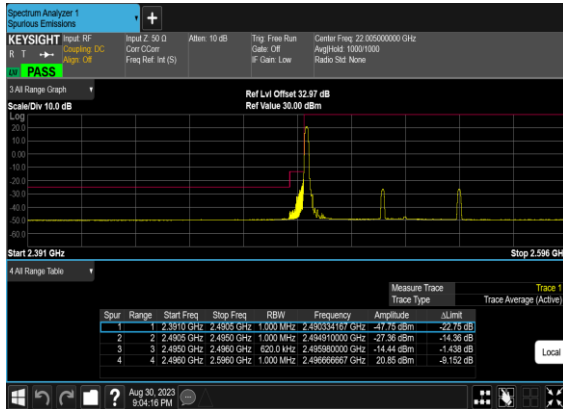 Spectrum Analyzer 1
Spurious Emissions
+
KEYSIGHT Input: RF Input Z: 50 Ω Atten: 10 dB Trig: Free Run Center Freq: 22.005000000 GHz
R T Coupling: DC Corr CCorr Gate: Off Avg|Hold: 1000/1000
Align: Off Freq Ref: Int (S) IF Gain: Low Radio Std: None
PASS
3 All Range Graph
Ref Lvl Offset 32.97 dB
Scale/Div 10.0 dB Ref Value 30.00 dBm
Log
20.0
10.0
0.00
-10.0
-20.0
-30.0
-40.0
-50.0
-60.0
Start 2.391 GHz Stop 2.596 GH
4 All Range Table
Measure Trace Trace 1
Trace Type Trace Average (Active)
Spur Range Start Freq Stop Freq RBW Frequency Amplitude ΔLimit
1 1 2.3910 GHz 2.4905 GHz 1.000 MHz 2.490334167 GHz -47.75 dBm -22.75 dB
2 2 2.4905 GHz 2.4950 GHz 1.000 MHz 2.494910000 GHz -27.36 dBm -14.36 dB
3 3 2.4950 GHz 2.4960 GHz 620.0 kHz 2.495980000 GHz -14.44 dBm -1.438 dB
4 4 2.4960 GHz 2.5960 GHz 1.000 MHz 2.496666667 GHz 20.85 dBm -9.152 dB
Local
? Aug 30, 2023
9:04:16 PM